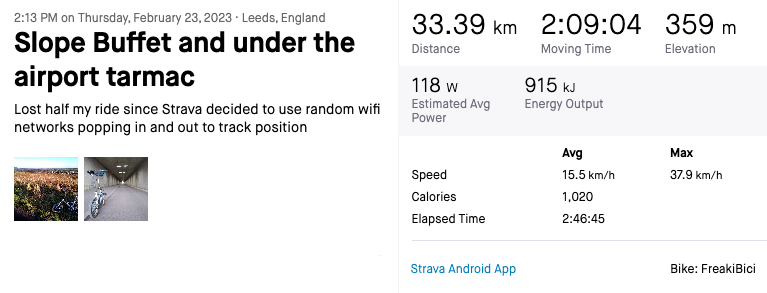 2:13 PM on Thursday, February 23, 2023 · Leeds, England
Slope Buffet and under the
airport tarmac
Lost half my ride since Strava decided to use random wifi
networks popping in and out to track position
33.39 km
Distance
2:09:04
Moving Time
359 m
Elevation
118 W
Estimated Avg
Power
915 kJ
Energy Output
Avg Max
Speed 15.5 km/h 37.9 km/h
Calories 1,020
Elapsed Time 2:46:45
Strava Android App
Bike: FreakiBici